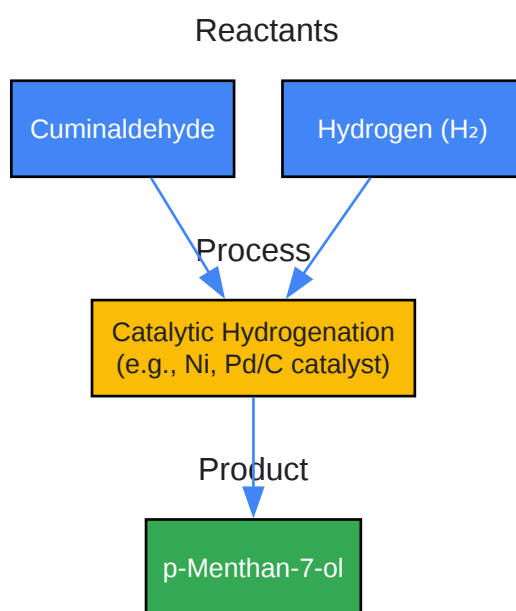 Reactants
Cuminaldehyde
Hydrogen (H₂)
Process
Catalytic Hydrogenation
(e.g., Ni, Pd/C catalyst)
Product
p-Menthan-7-ol